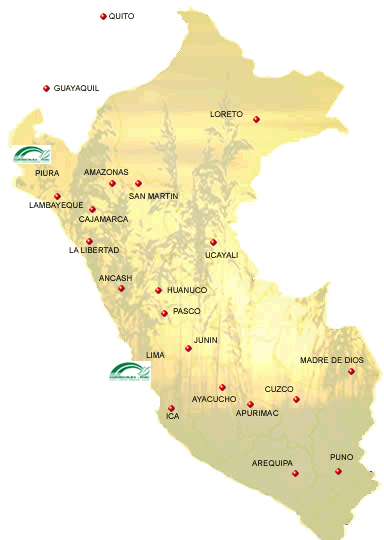 QUITO
GUAYAQUIL
LORETO
PIURA
AMAZONAS
SAN MARTIN
LAMBAYEQUE
CAJAMARCA
LA LIBERTAD
UCAYALI
ANCASH
HUANUCO
PASCO
JUNIN
LIMA
MADRE DE DIOS
CUZCO
AYACUCHO
APURIMAC
ICA
PUNO
AREQUIPA